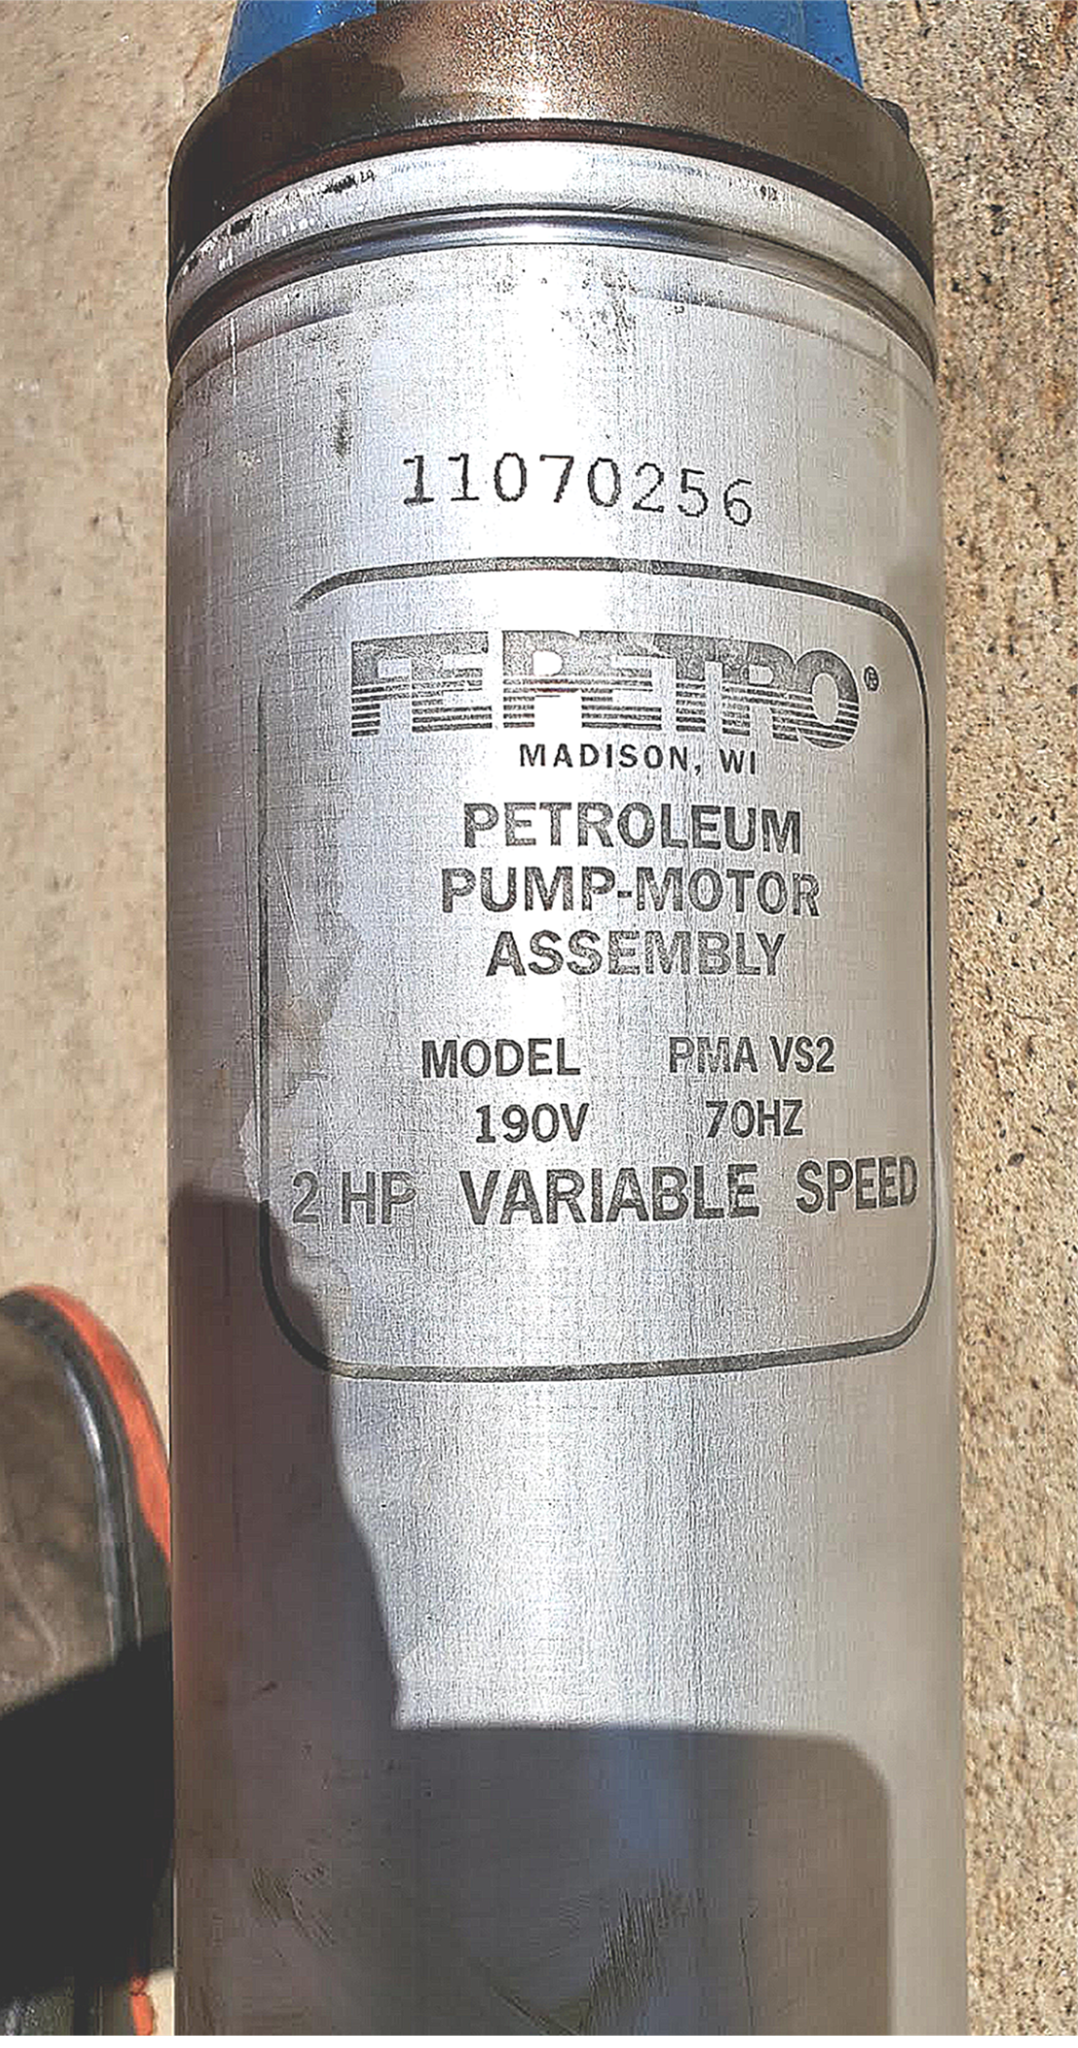 11070256
FE PETRO®
MADISON, WI
PETROLEUM
PUMP-MOTOR
ASSEMBLY
MODEL PMA VS2
190V 70HZ
2 HP VARIABLE SPEED